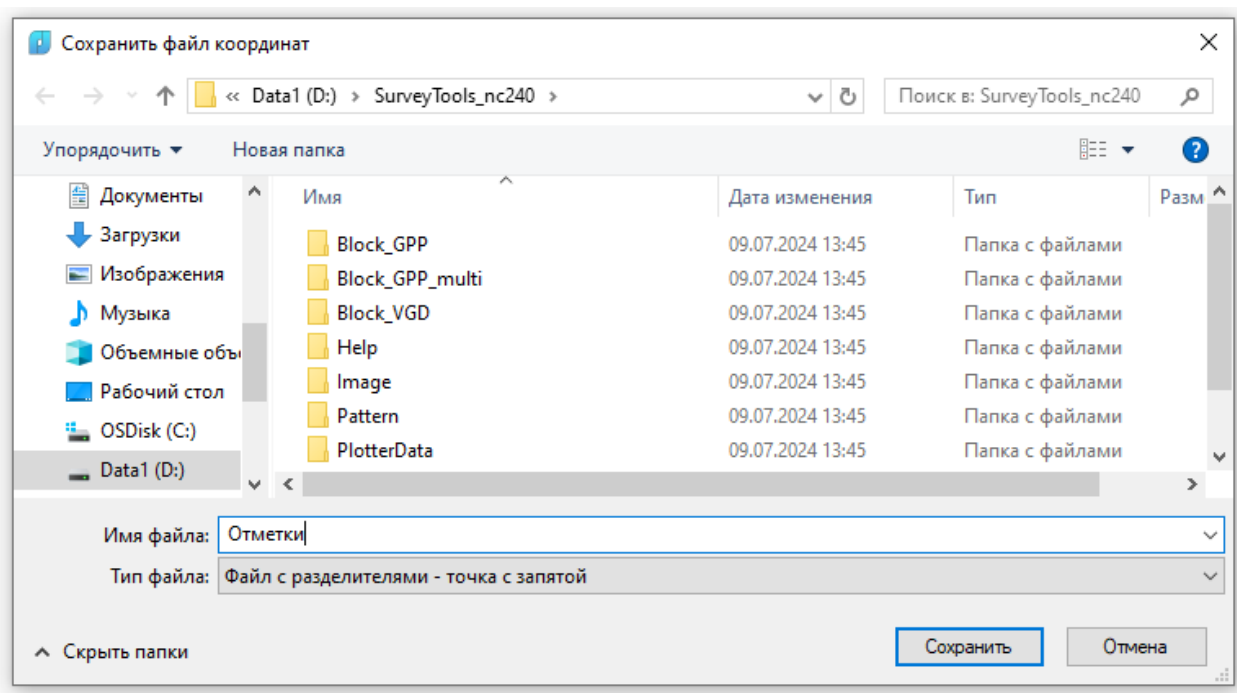 Сохранить файл координат
« Data1 (D:) › SurveyTools_nc240 ›
Поиск в: SurveyTools_nc240
Упорядочить
Новая папка
?
Документы
Загрузки
Изображения
Музыка
Объемные объ
Рабочий стол
OSDisk (C:)
Data1 (D:)
Имя Дата изменения Тип Разм
Block_GPP 09.07.2024 13:45 Папка с файлами
Block_GPP_multi 09.07.2024 13:45 Папка с файлами
Block_VGD 09.07.2024 13:45 Папка с файлами
Help 09.07.2024 13:45 Папка с файлами
Image 09.07.2024 13:45 Папка с файлами
Pattern 09.07.2024 13:45 Папка с файлами
PlotterData 09.07.2024 13:45 Папка с файлами
Имя файла: Отметки
Тип файла: Файл с разделителями - точка с запятой
Скрыть папки
Сохранить
Отмена